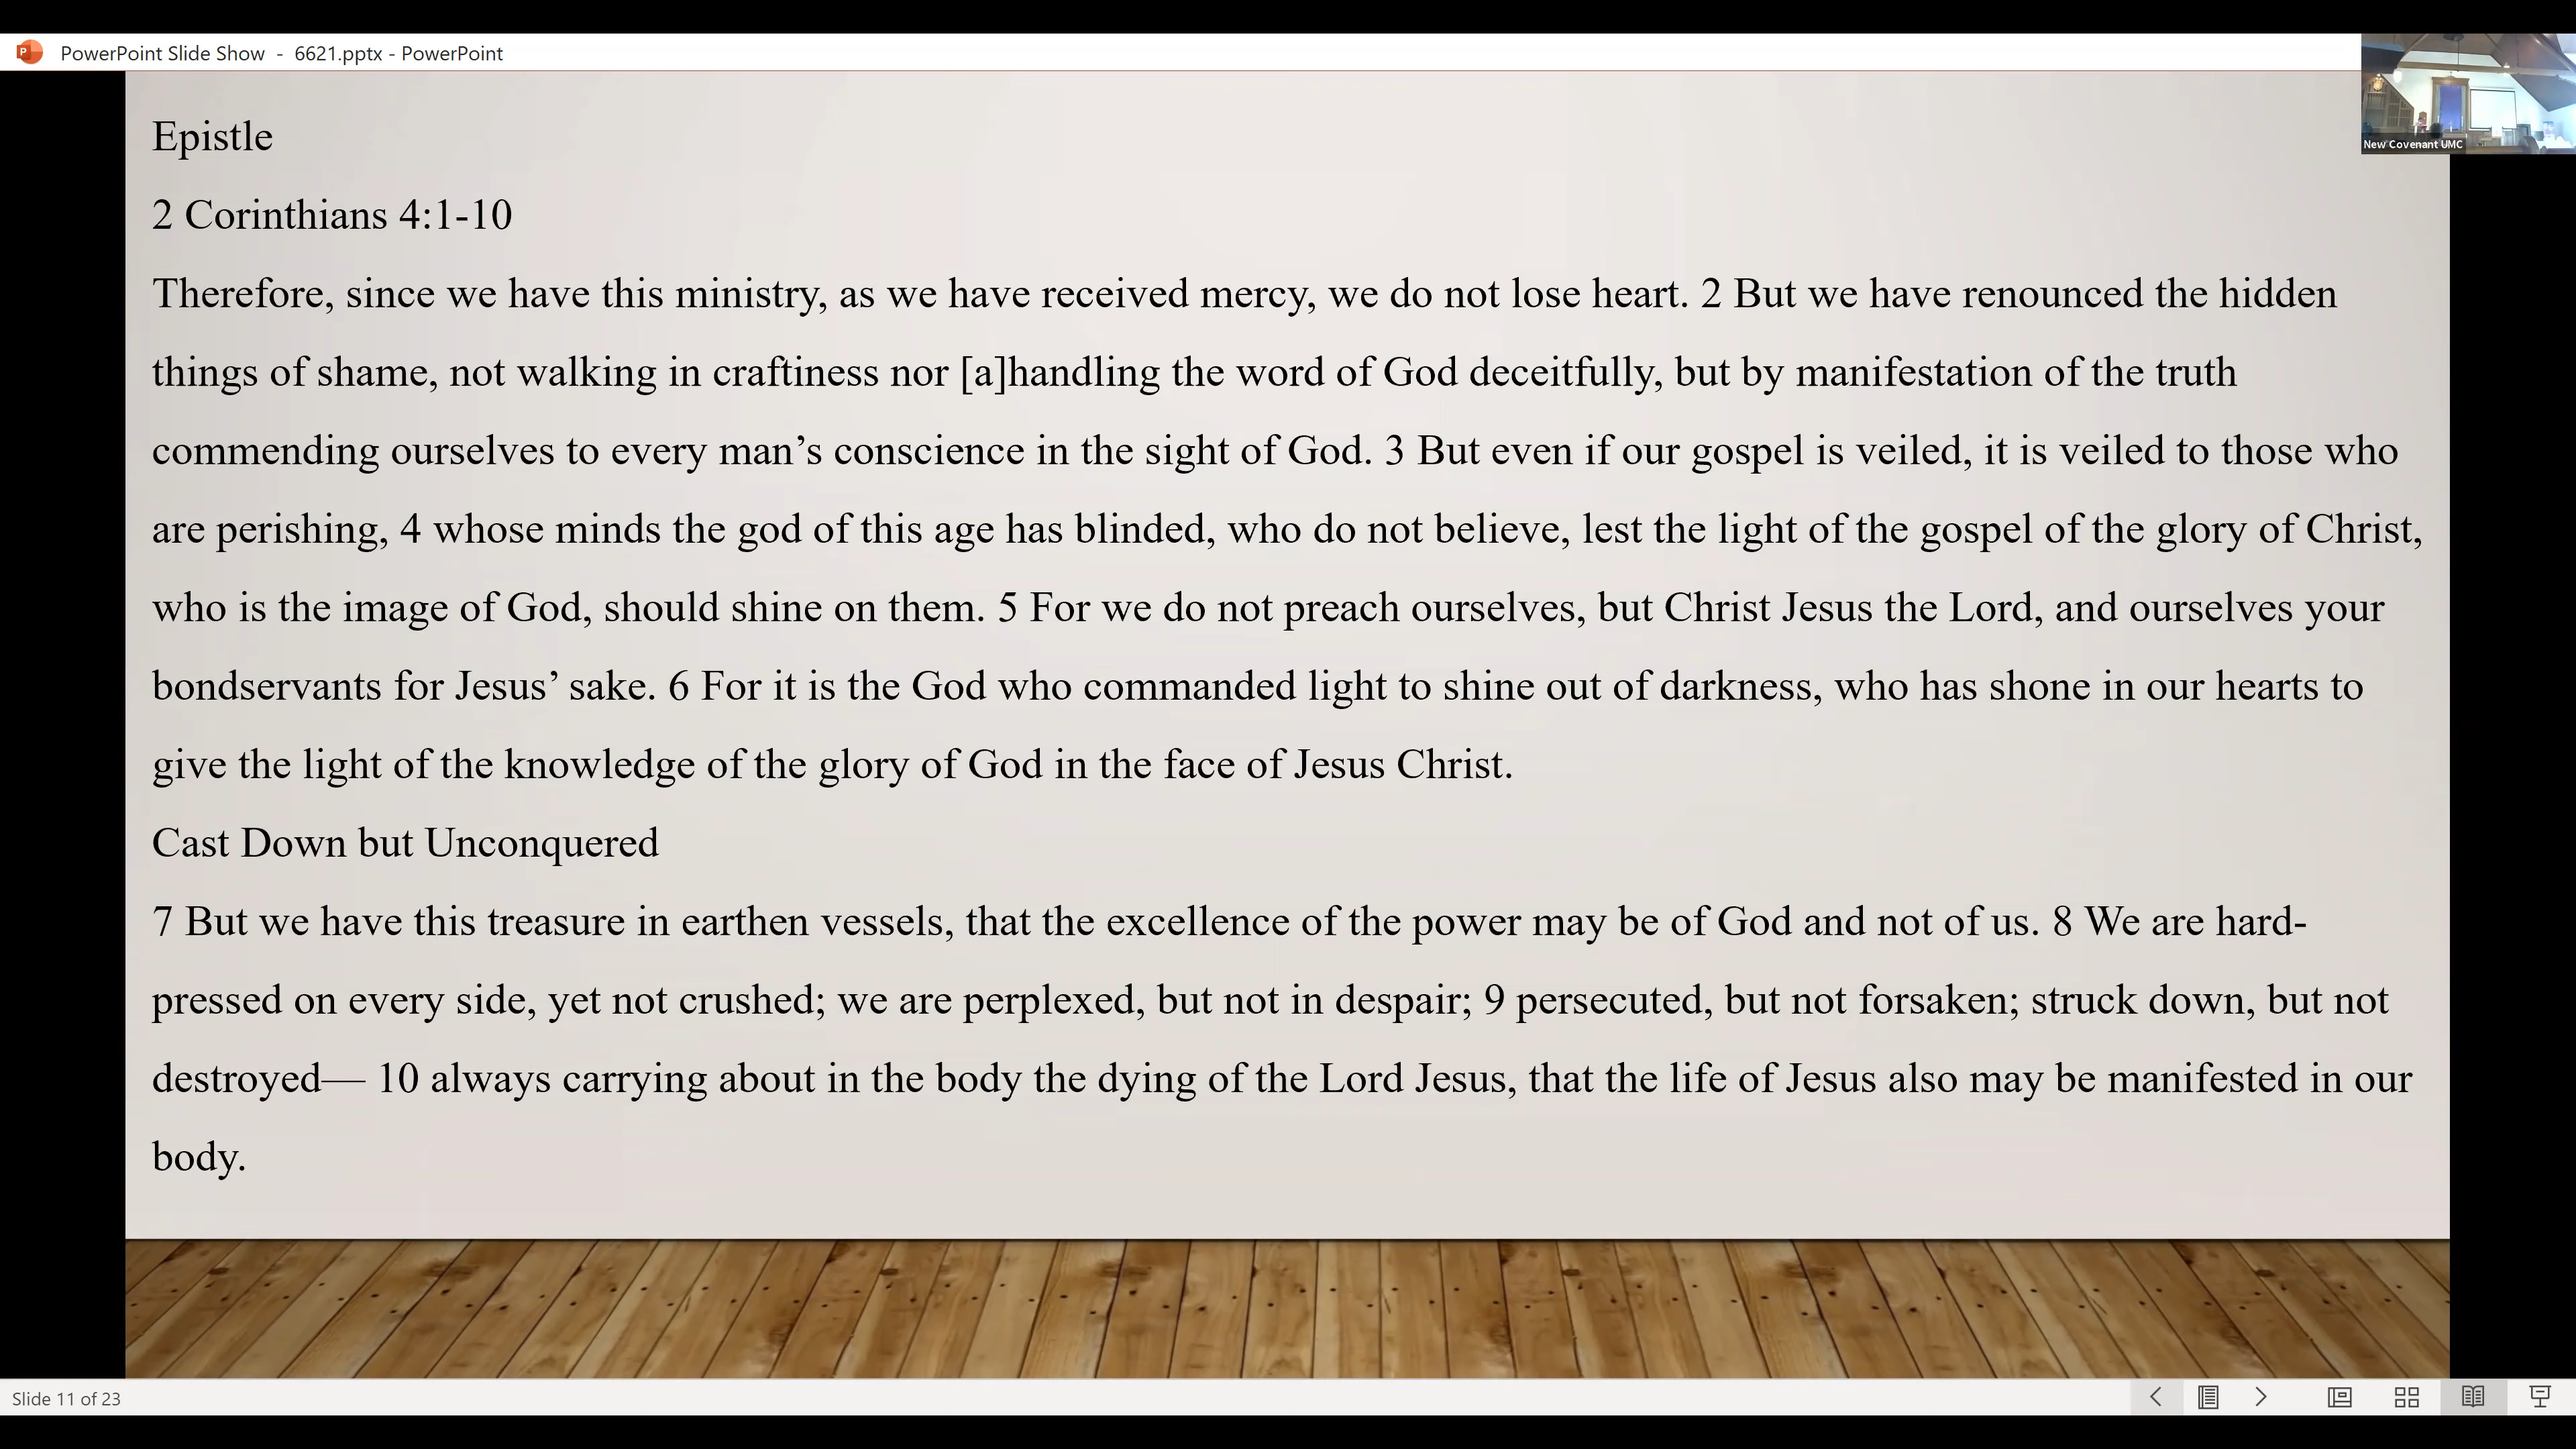 PowerPoint Slide Show - 6621.pptx - PowerPoint
New Covenant UMC
Epistle
2 Corinthians 4:1-10
Therefore, since we have this ministry, as we have received mercy, we do not lose heart. 2 But we have renounced the hidden
things of shame, not walking in craftiness nor [a]handling the word of God deceitfully, but by manifestation of the truth
commending ourselves to every man’s conscience in the sight of God. 3 But even if our gospel is veiled, it is veiled to those who
are perishing, 4 whose minds the god of this age has blinded, who do not believe, lest the light of the gospel of the glory of Christ,
who is the image of God, should shine on them. 5 For we do not preach ourselves, but Christ Jesus the Lord, and ourselves your
bondservants for Jesus’ sake. 6 For it is the God who commanded light to shine out of darkness, who has shone in our hearts to
give the light of the knowledge of the glory of God in the face of Jesus Christ.
Cast Down but Unconquered
7 But we have this treasure in earthen vessels, that the excellence of the power may be of God and not of us. 8 We are hard-
pressed on every side, yet not crushed; we are perplexed, but not in despair; 9 persecuted, but not forsaken; struck down, but not
destroyed— 10 always carrying about in the body the dying of the Lord Jesus, that the life of Jesus also may be manifested in our
body.
Slide 11 of 23